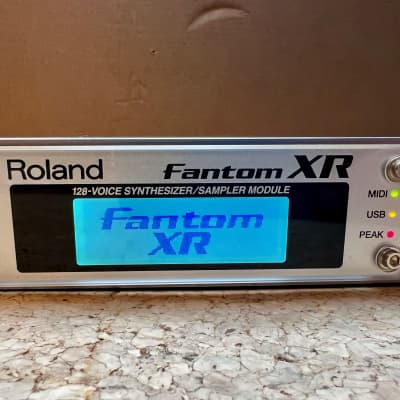 Roland
Fantom XR
128-VOICE SYNTHESIZER/SAMPLER MODULE
Fantom
XR
MIDI
USB
PEAK